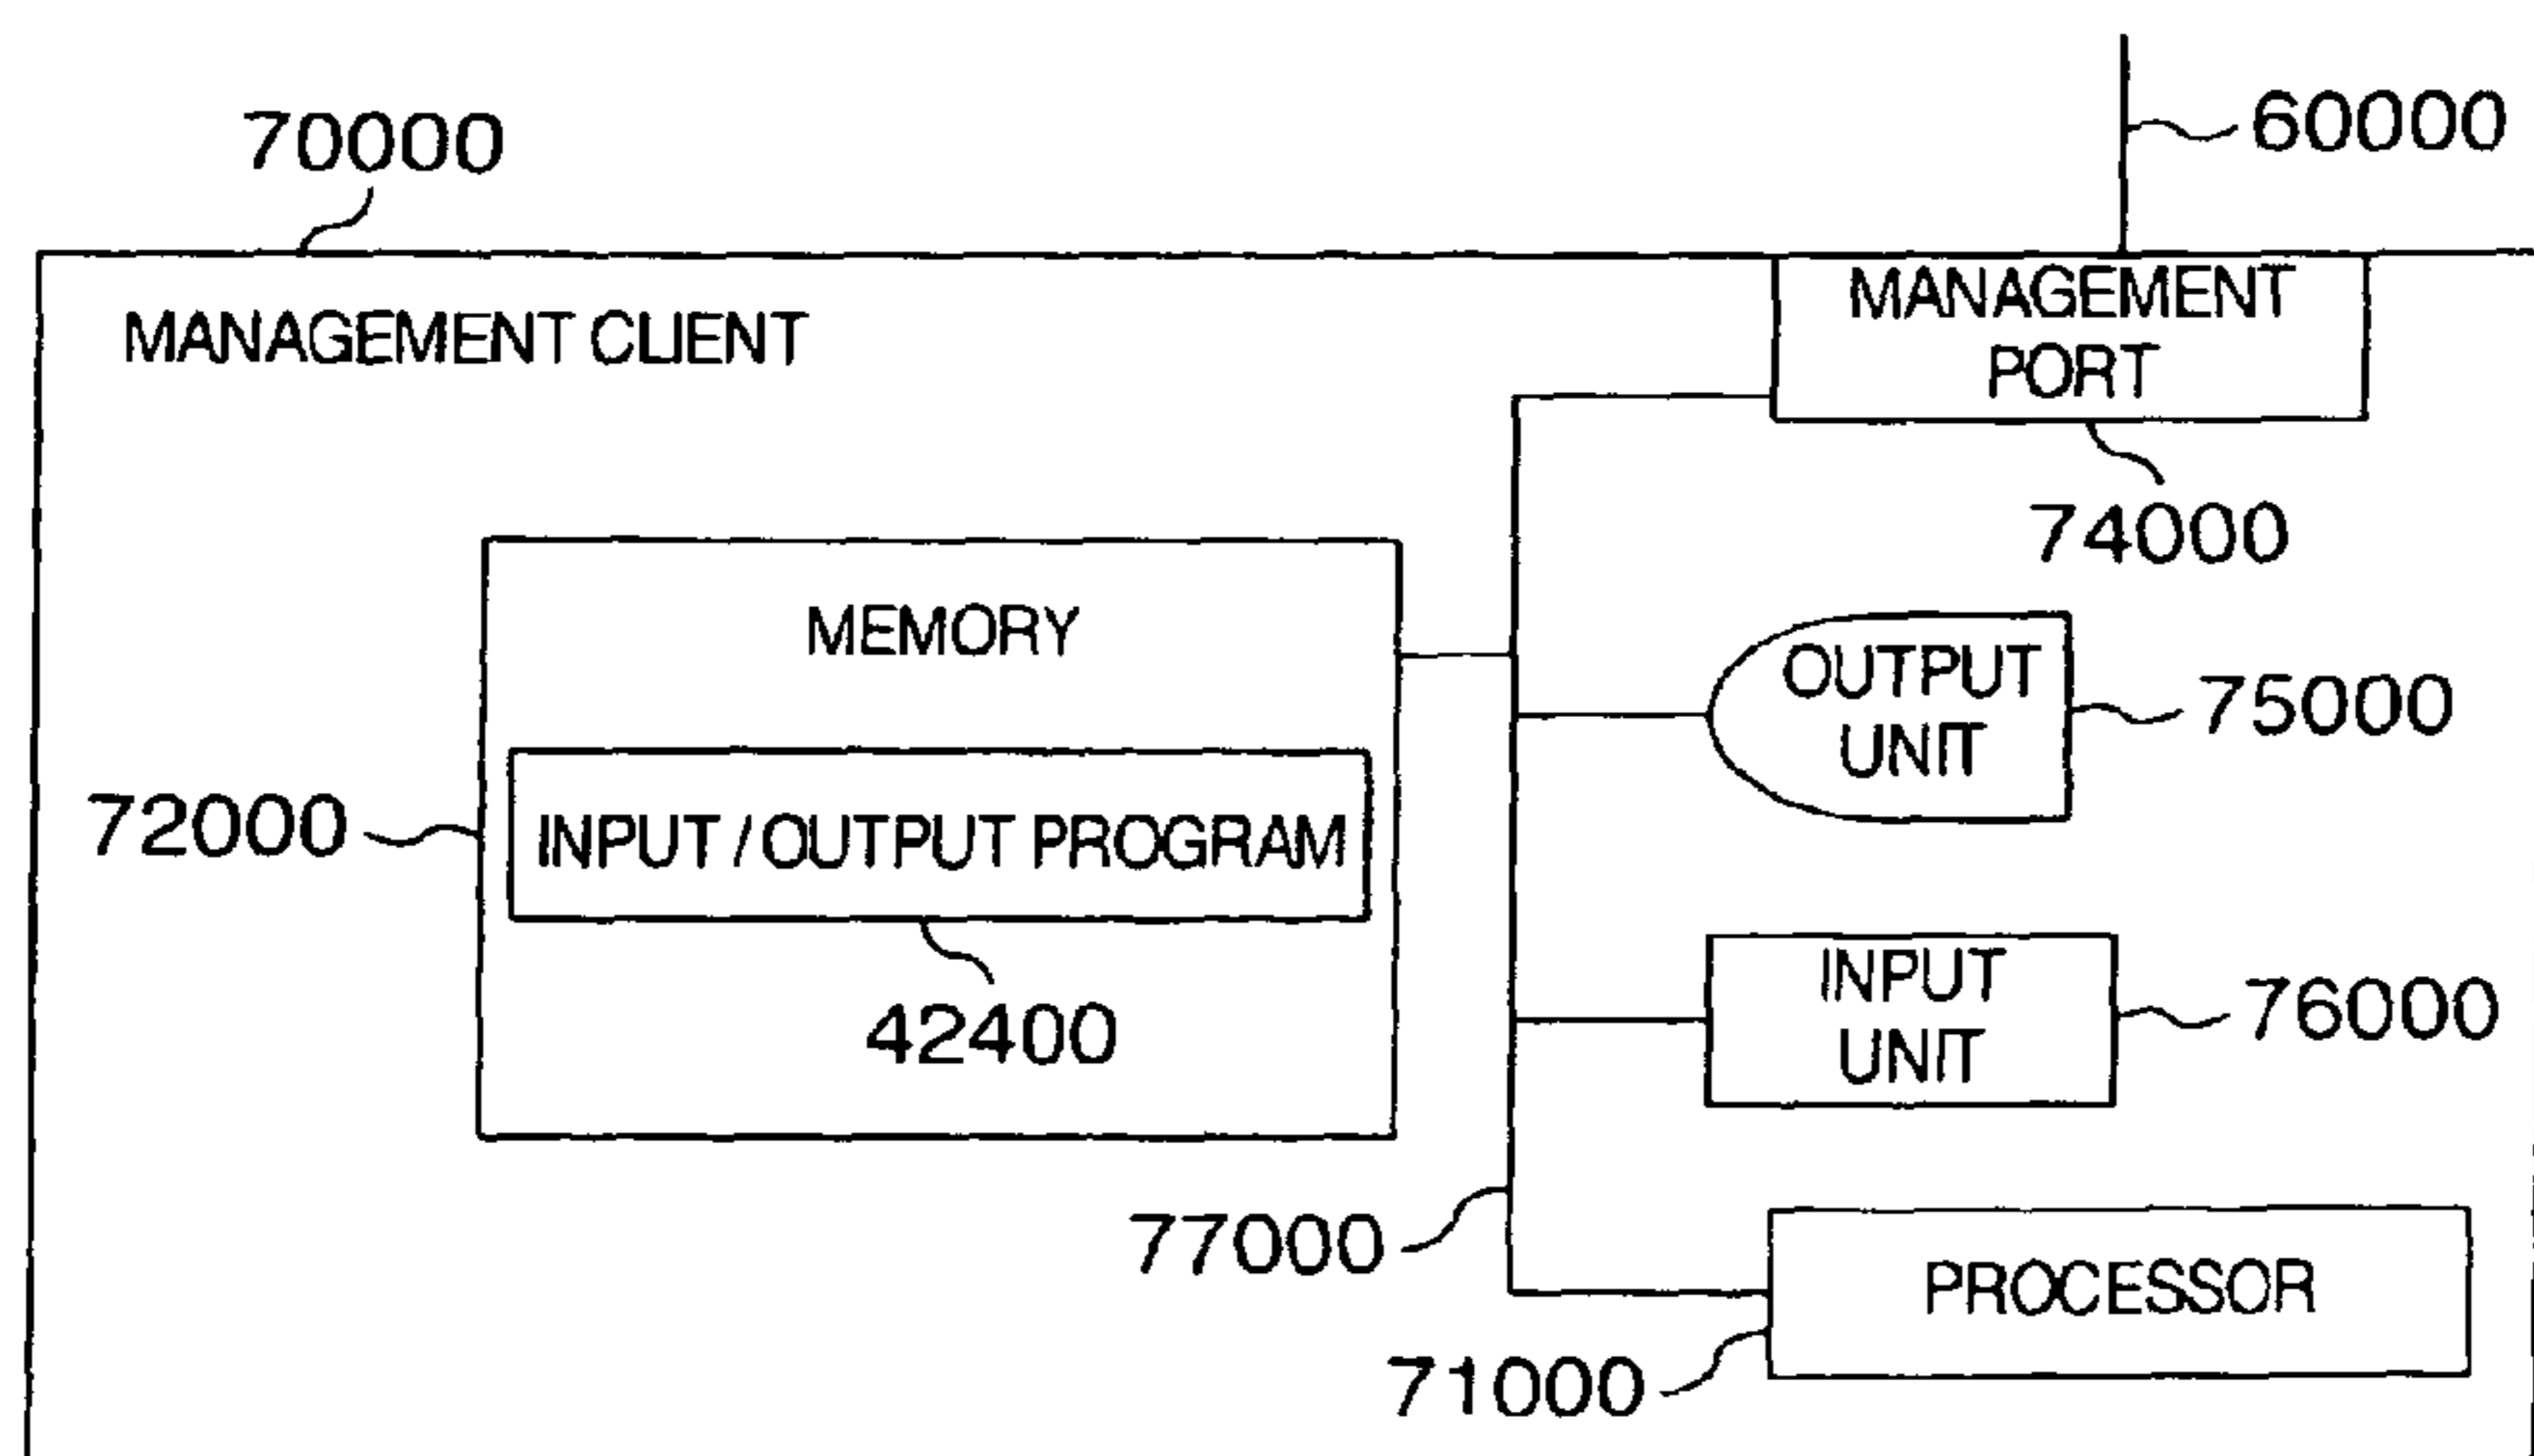 70000
60000
MANAGEMENT CLIENT
MANAGEMENT
PORT
74000
MEMORY
OUTPUT
UNIT
75000
72000
INPUT / OUTPUT PROGRAM
42400
INPUT
UNIT
76000
77000
PROCESSOR
71000